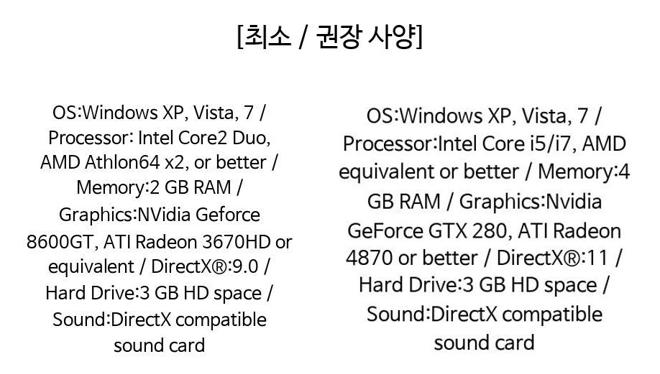 [최소 / 권장 사양]
OS:Windows XP, Vista, 7 /
Processor: Intel Core2 Duo,
AMD Athlon64 x2, or better /
Memory:2 GB RAM /
Graphics:NVidia Geforce
8600GT, ATI Radeon 3670HD or
equivalent / DirectX®:9.0 /
Hard Drive:3 GB HD space /
Sound:DirectX compatible
sound card
OS:Windows XP, Vista, 7 /
Processor:Intel Core i5/i7, AMD
equivalent or better / Memory:4
GB RAM / Graphics:Nvidia
GeForce GTX 280, ATI Radeon
4870 or better / DirectX®:11 /
Hard Drive:3 GB HD space /
Sound:DirectX compatible
sound card